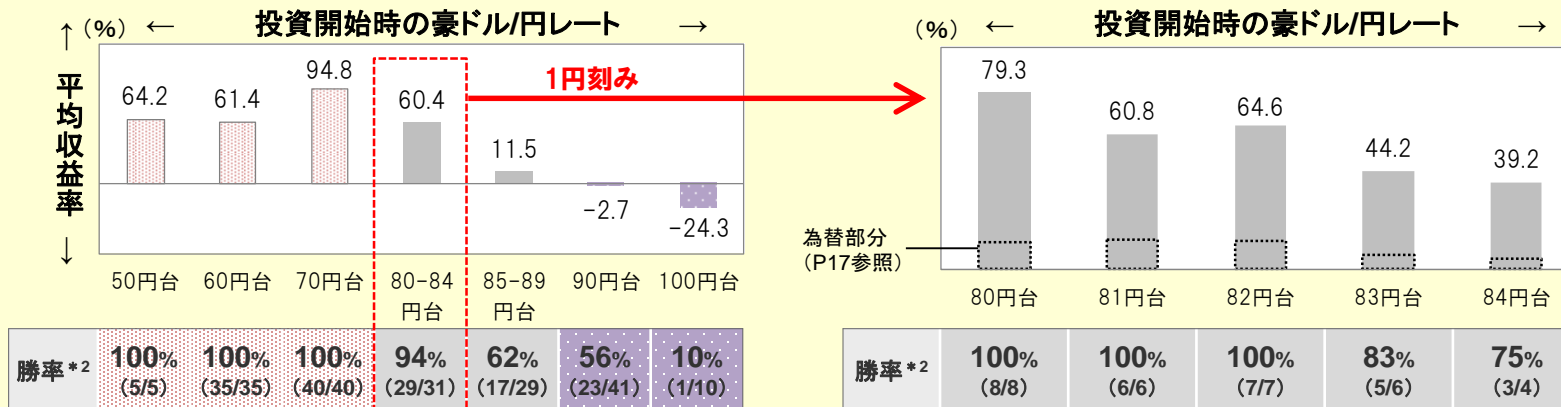 (%) ← 投資開始時の豪ドル/円レート →
↑
平均収益率
↓
64.2
61.4
94.8
60.4
11.5
−2.7
−24.3
50円台
60円台
70円台
80−84
円台
85−89
円台
90円台
100円台
勝率*2
100%
(5/5)
100%
(35/35)
100%
(40/40)
94%
(29/31)
62%
(17/29)
56%
(23/41)
10%
(1/10)
1円刻み
(%) ← 投資開始時の豪ドル/円レート →
79.3
60.8
64.6
44.2
39.2
為替部分
(P17参照)
80円台
81円台
82円台
83円台
84円台
勝率*2
100%
(8/8)
100%
(6/6)
100%
(7/7)
83%
(5/6)
75%
(3/4)